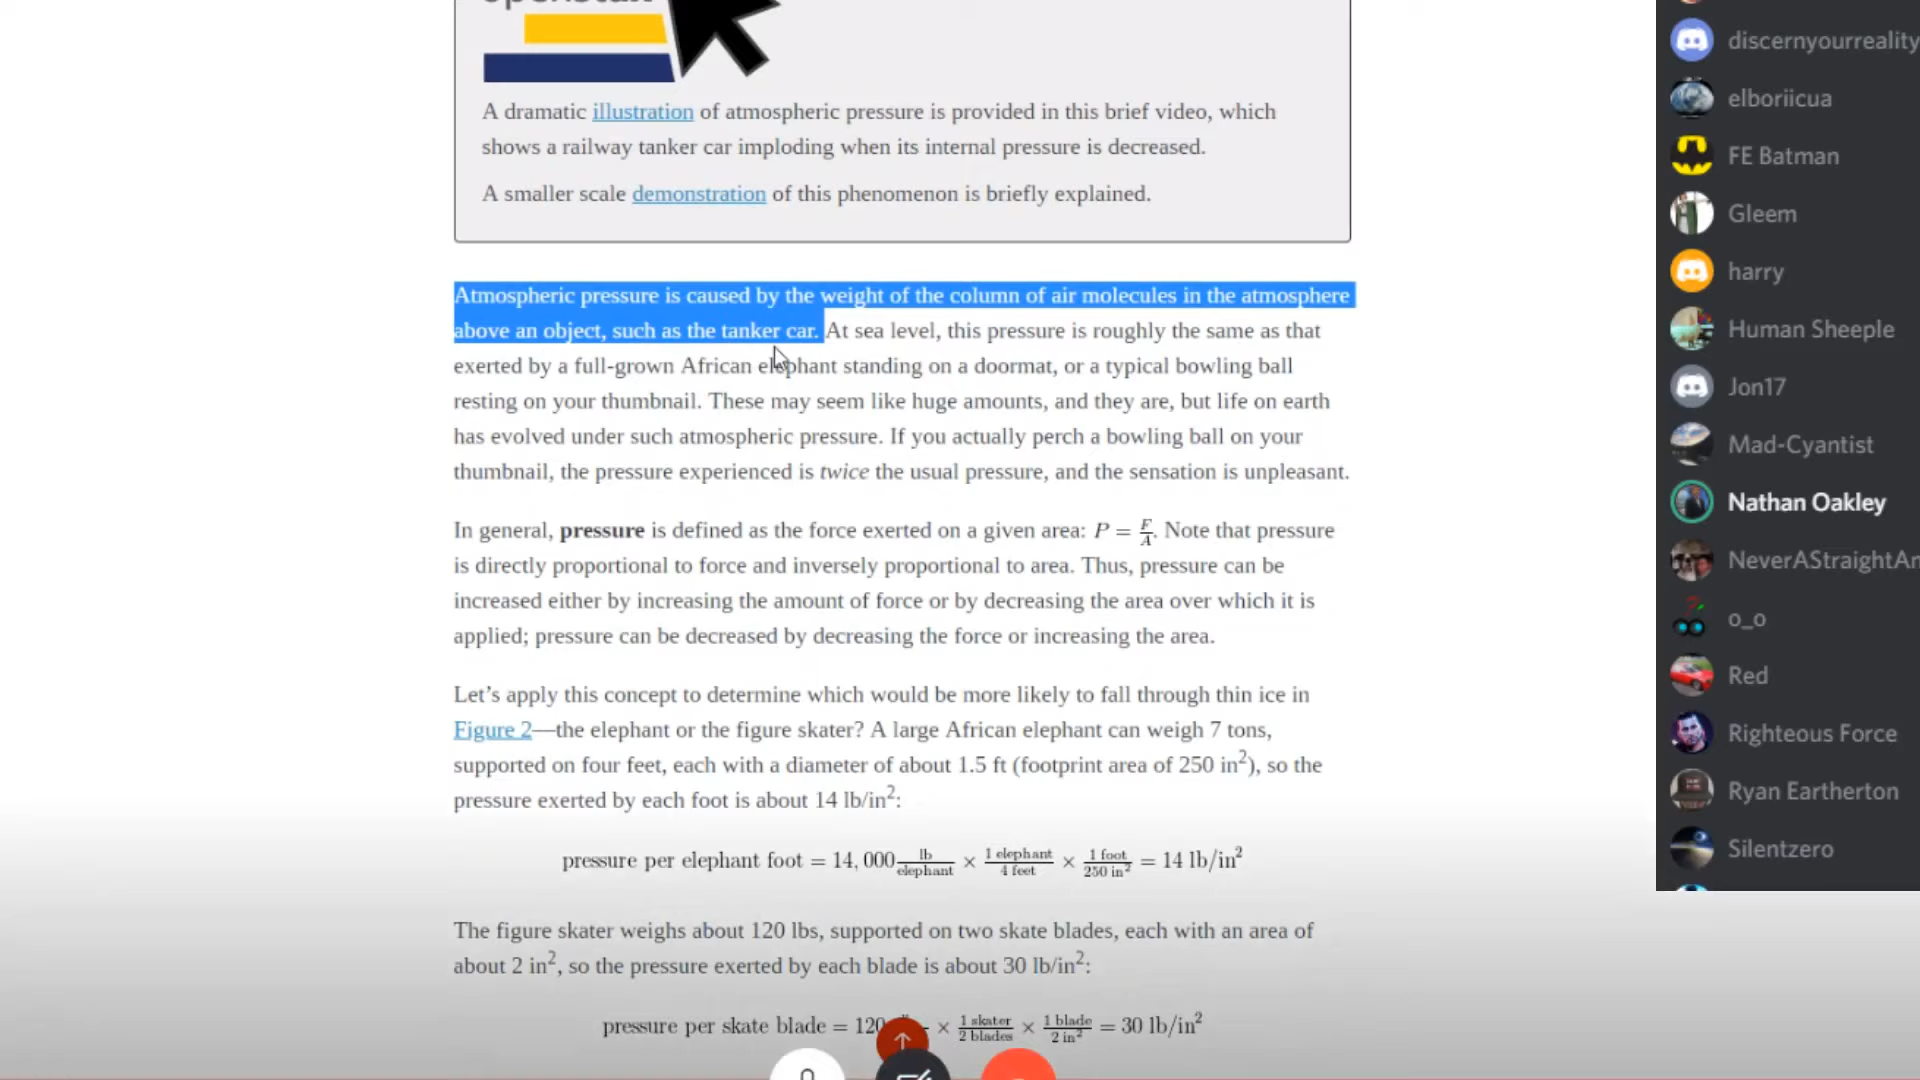 A dramatic illustration of atmospheric pressure is provided in this brief video, which
shows a railway tanker car imploding when its internal pressure is decreased.
A smaller scale demonstration of this phenomenon is briefly explained.
Atmospheric pressure is caused by the weight of the column of air molecules in the atmosphere
above an object, such as the tanker car. At sea level, this pressure is roughly the same as that
exerted by a full-grown African elephant standing on a doormat, or a typical bowling ball
resting on your thumbnail. These may seem like huge amounts, and they are, but life on earth
has evolved under such atmospheric pressure. If you actually perch a bowling ball on your
thumbnail, the pressure experienced is twice the usual pressure, and the sensation is unpleasant.
In general, pressure is defined as the force exerted on a given area: P = F/A. Note that pressure
is directly proportional to force and inversely proportional to area. Thus, pressure can be
increased either by increasing the amount of force or by decreasing the area over which it is
applied; pressure can be decreased by decreasing the force or increasing the area.
Let's apply this concept to determine which would be more likely to fall through thin ice in
Figure 2—the elephant or the figure skater? A large African elephant can weigh 7 tons,
supported on four feet, each with a diameter of about 1.5 ft (footprint area of 250 in²), so the
pressure exerted by each foot is about 14 lb/in²:
pressure per elephant foot = 14,000 lb/elephant × 1 elephant/4 feet × 1 foot/250 in² = 14 lb/in²
The figure skater weighs about 120 lbs, supported on two skate blades, each with an area of
about 2 in², so the pressure exerted by each blade is about 30 lb/in²:
pressure per skate blade = 120 × 1 skater/2 blades × 1 blade/2 in² = 30 lb/in²
discernyourreality
elboriicua
FE Batman
Gleem
harry
Human Sheeple
Jon17
Mad-Cyantist
Nathan Oakley
NeverAStraightAn
o_o
Red
Righteous Force
Ryan Eartherton
Silentzero